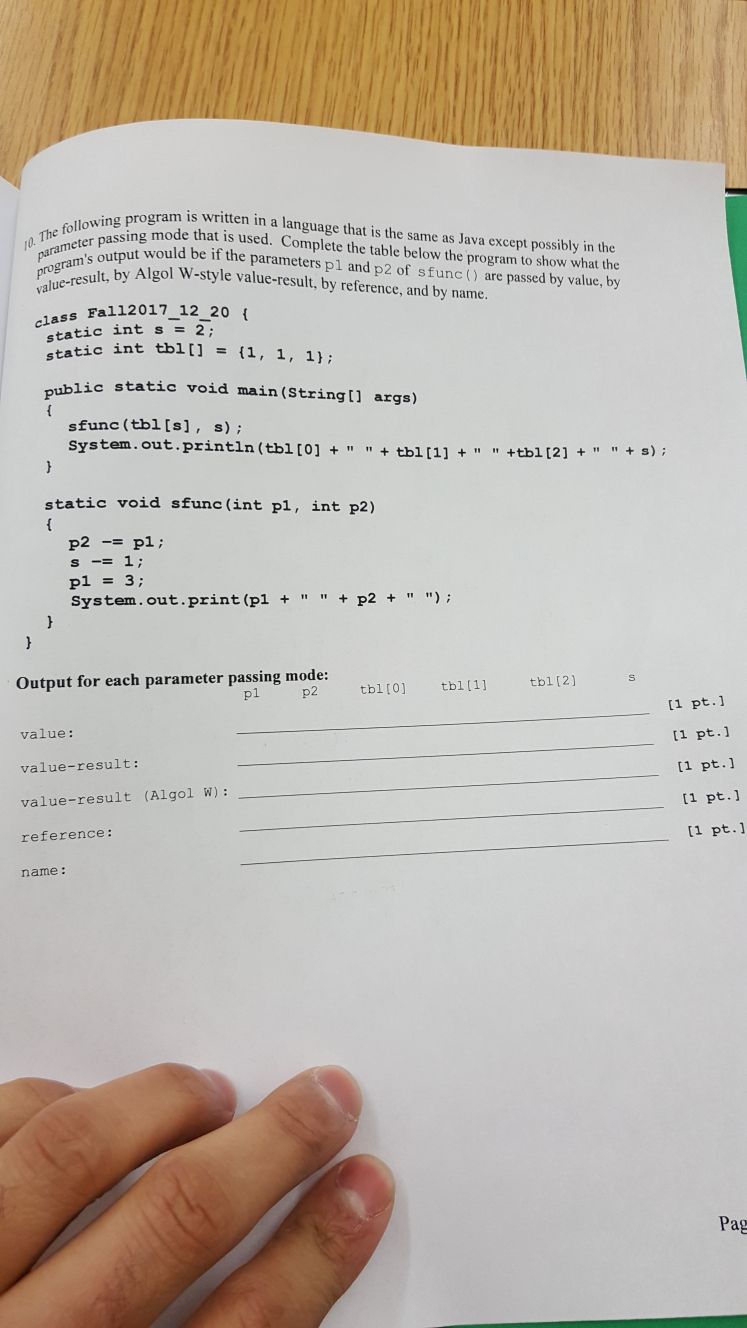 10. The following program is written in a language that is the same as Java except possibly in the
parameter passing mode that is used. Complete the table below the program to show what the
program's output would be if the parameters p1 and p2 of sfunc() are passed by value, by
value-result, by Algol W-style value-result, by reference, and by name.
class Fall2017_12_20 {
static int s = 2;
static int tbl[] = {1, 1, 1};
public static void main(String[] args)
{
sfunc(tbl[s], s);
System.out.println(tbl[0] + " " + tbl[1] + " " +tbl[2] + " " + s);
}
static void sfunc(int p1, int p2)
{
p2 -= p1;
s -= 1;
p1 = 3;
System.out.print(p1 + " " + p2 + " ");
}
}
Output for each parameter passing mode:
p1 p2 tbl[0] tbl[1] tbl[2] s
value: [1 pt.]
value-result: [1 pt.]
value-result (Algol W): [1 pt.]
reference: [1 pt.]
name: [1 pt.]
Pag